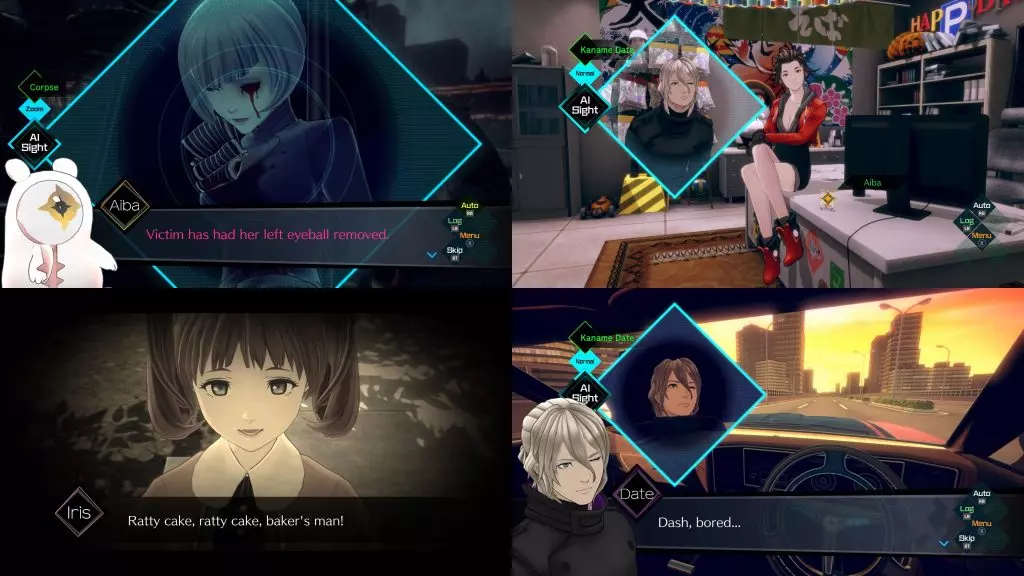 Corpse
Zoom
AI
Sight
Aiba
Victim has had her left eyeball removed.
Auto
Log
Menu
Skip
Kaname Date
Normal
AI
Sight
HAPP
Aiba
Auto
Log
Menu
Iris
Ratty cake, ratty cake, baker's man!
Kaname Date
Normal
AI
Sight
Date
Dash, bored...
Auto
Log
Menu
Skip